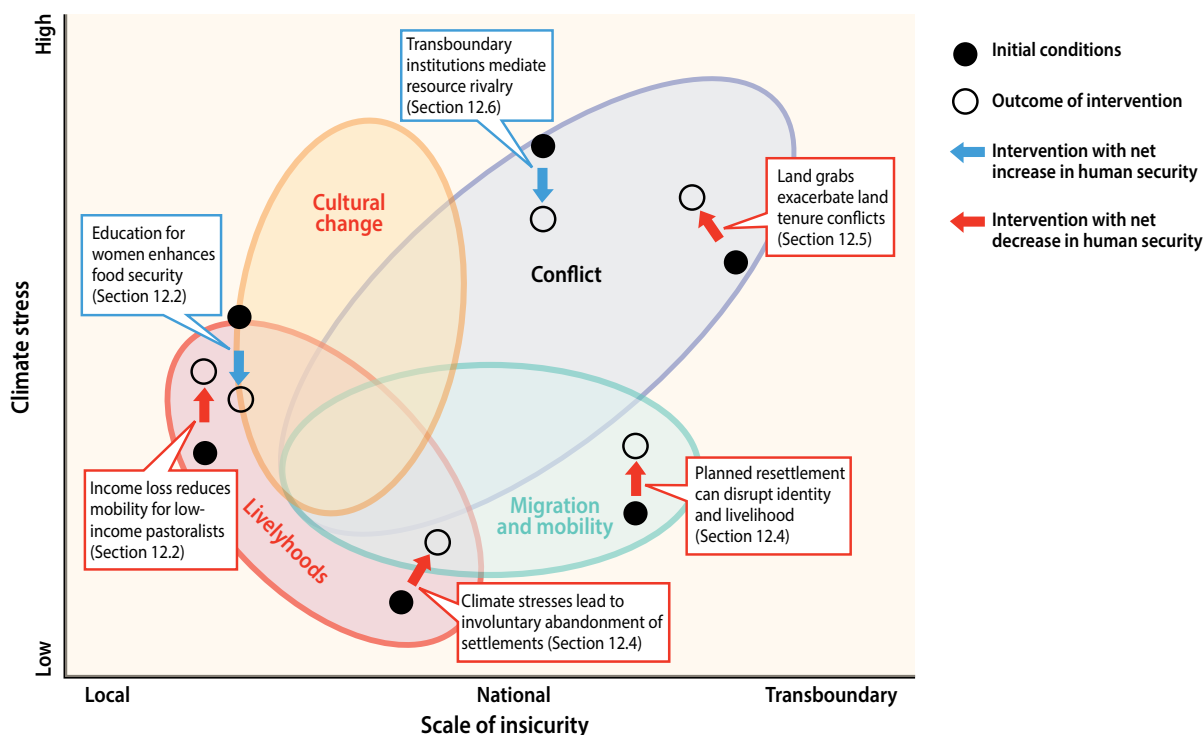 High
Climate stress
Low
Local
National
Transboundary
Scale of insicurity
Transboundary
institutions mediate
resource rivalry
(Section 12.6)
Education for
women enhances
food security
(Section 12.2)
Cultural
change
Conflict
Land grabs
exacerbate land
tenure conflicts
(Section 12.5)
Income loss reduces
mobility for low-
income pastoralists
(Section 12.2)
Livelyhoods
Migration
and mobility
Planned resettlement
can disrupt identity
and livelihood
(Section 12.4)
Climate stresses lead to
involuntary abandonment of
settlements (Section 12.4)
Initial conditions
Outcome of intervention
Intervention with net
increase in human security
Intervention with net
decrease in human security